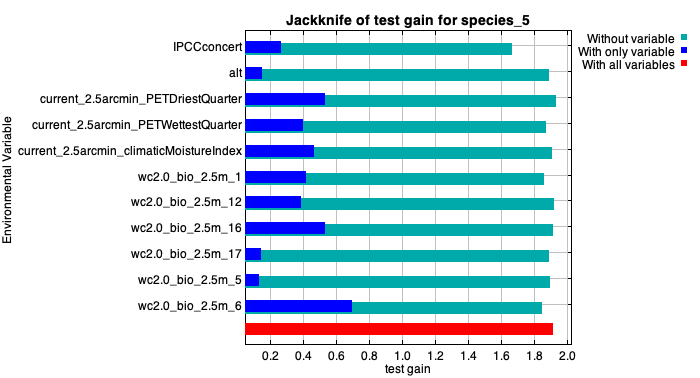 Jackknife of test gain for species_5
Without variable
With only variable
With all variables
Environmental Variable
IPCCconcert
alt
current_2.5arcmin_PETDriestQuarter
current_2.5arcmin_PETWettestQuarter
current_2.5arcmin_climaticMoistureIndex
wc2.0_bio_2.5m_1
wc2.0_bio_2.5m_12
wc2.0_bio_2.5m_16
wc2.0_bio_2.5m_17
wc2.0_bio_2.5m_5
wc2.0_bio_2.5m_6
0.2 0.4 0.6 0.8 1.0 1.2 1.4 1.6 1.8 2.0
test gain